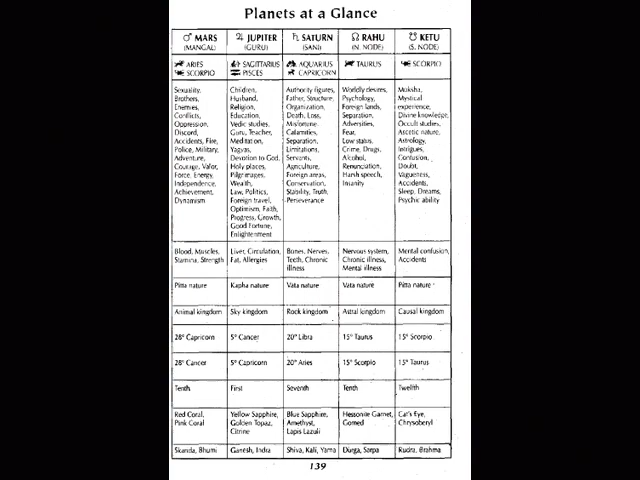 Planets at a Glance
♂ MARS
(MANGAL)
♃ JUPITER
(GURU)
♄ SATURN
(SANI)
☊ RAHU
(N. NODE)
☋ KETU
(S. NODE)
ARIES
SCORPIO
SAGITTARIUS
PISCES
AQUARIUS
CAPRICORN
TAURUS
SCORPIO
Sexuality,
Brothers,
Enemies,
Conflicts,
Oppression,
Discord,
Accidents, Fire,
Police, Military,
Adventure,
Courage, Valor,
Force, Energy,
Independence,
Achievement,
Dynamism
Children,
Husband,
Religion,
Education,
Vedic studies,
Guru, Teacher,
Meditation,
Yagyas,
Devotion to God,
Holy places,
Pilgrimages,
Wealth,
Law, Politics,
Foreign travel,
Optimism, Faith,
Progress, Growth,
Good Fortune,
Enlightenment
Authority figures,
Father, Structure,
Organization,
Death, Loss,
Misfortune,
Calamities,
Separation,
Limitations,
Servants,
Agriculture,
Foreign areas,
Conservation,
Stability, Truth,
Perseverance
Worldly desires,
Psychology,
Foreign lands,
Separation,
Adversities,
Fear,
Low status,
Crime, Drugs,
Alcohol,
Renunciation,
Harsh speech,
Insanity
Moksha,
Mystical
experience,
Divine knowledge,
Occult studies,
Ascetic nature,
Astrology,
Intrigues,
Confusion,
Doubt,
Vagueness,
Accidents,
Sleep, Dreams,
Psychic ability
Blood, Muscles,
Stamina, Strength
Liver, Circulation,
Fat, Allergies
Bones, Nerves,
Teeth, Chronic
illness
Nervous system,
Chronic illness,
Mental illness
Mental confusion,
Accidents
Pitta nature
Kapha nature
Vata nature
Vata nature
Pitta nature
Animal kingdom
Sky kingdom
Rock kingdom
Astral kingdom
Causal kingdom
28° Capricorn
5° Cancer
20° Libra
15° Taurus
15° Scorpio
28° Cancer
5° Capricorn
20° Aries
15° Scorpio
15° Taurus
Tenth
First
Seventh
Tenth
Twelfth
Red Coral,
Pink Coral
Yellow Sapphire,
Golden Topaz,
Citrine
Blue Sapphire,
Amethyst,
Lapis Lazuli
Hessonite Garnet,
Gomed
Cat's Eye,
Chrysoberyl
Skanda, Bhumi
Ganesh, Indra
Shiva, Kali, Yama
Durga, Sarpa
Rudra, Brahma
139